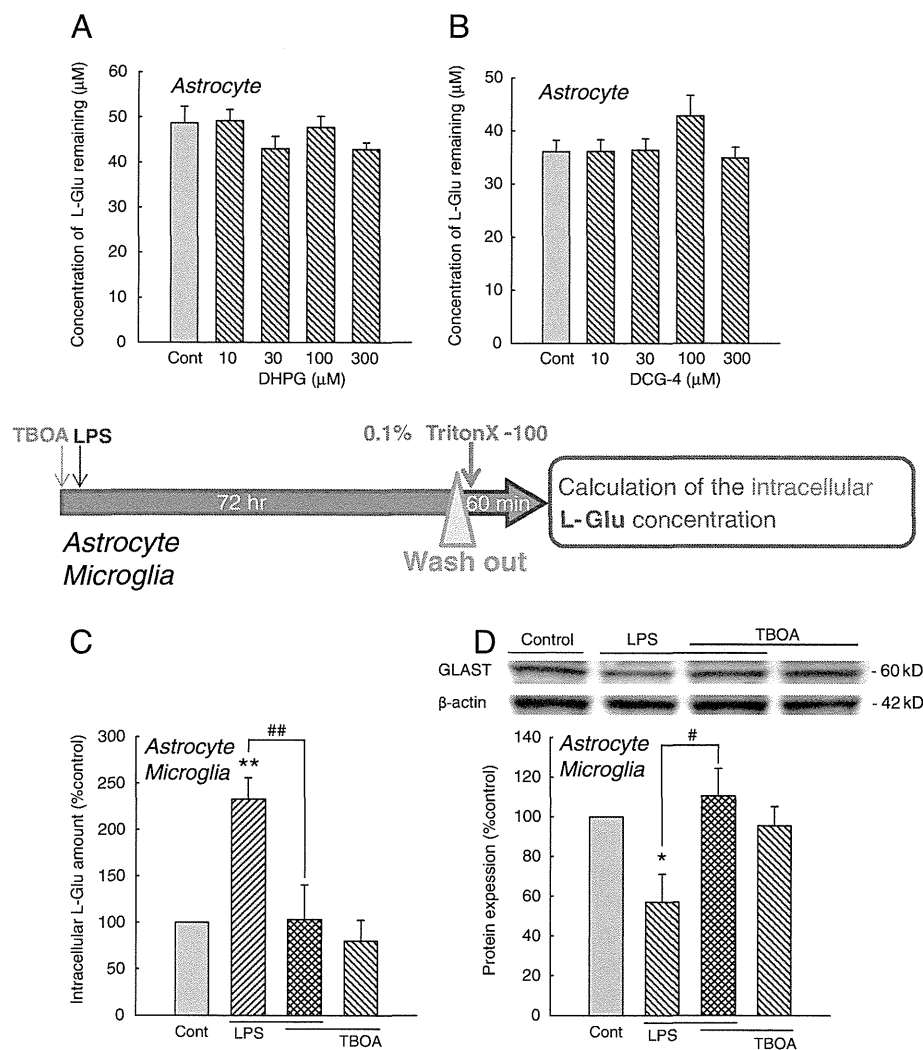 A
Concentration of L-Glu remaining (µM)
60
50
40
30
20
10
0
Astrocyte
Cont 10 30 100 300
DHPG (µM)
B
Concentration of L-Glu remaining (µM)
50
40
30
20
10
0
Astrocyte
Cont 10 30 100 300
DCG-4 (µM)
TBOA LPS
0.1% TritonX -100
72 hr
60 min
Astrocyte
Microglia
Wash out
Calculation of the intracellular
L-Glu concentration
C
Intracellular L-Glu amount (%control)
300
250
200
150
100
50
0
Astrocyte
Microglia
##
**
Cont
LPS
TBOA
D
Control LPS TBOA
GLAST - 60 kD
β-actin - 42 kD
Protein expession (%control)
140
120
100
80
60
40
20
0
Astrocyte
Microglia
#
*
Cont
LPS
TBOA